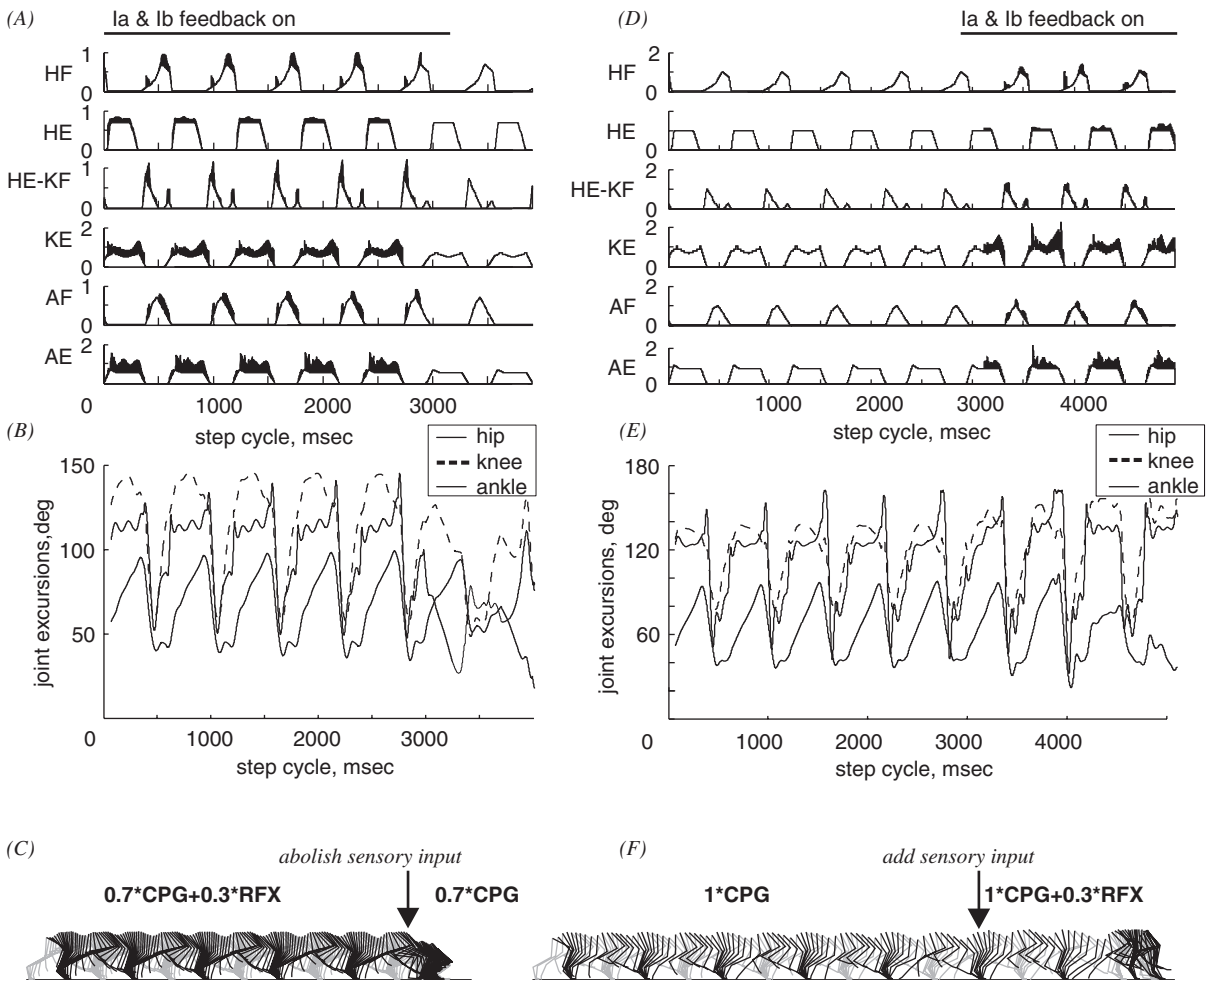 (A)
Ia & Ib feedback on
HF
1
0
HE
1
0
HE-KF
1
0
KE
2
0
AF
1
0
AE
2
0
0 1000 2000 3000
step cycle, msec
(B)
hip
knee
ankle
150
100
50
joint excursions,deg
0 1000 2000 3000
step cycle, msec
(C)
abolish sensory input
0.7*CPG+0.3*RFX
0.7*CPG
(D)
Ia & Ib feedback on
HF
2
0
HE
1
0
HE-KF
2
0
KE
2
0
AF
2
0
AE
2
0
1000 2000 3000 4000
step cycle, msec
(E)
hip
knee
ankle
180
120
60
joint excursions, deg
0 1000 2000 3000 4000
step cycle, msec
(F)
add sensory input
1*CPG
1*CPG+0.3*RFX